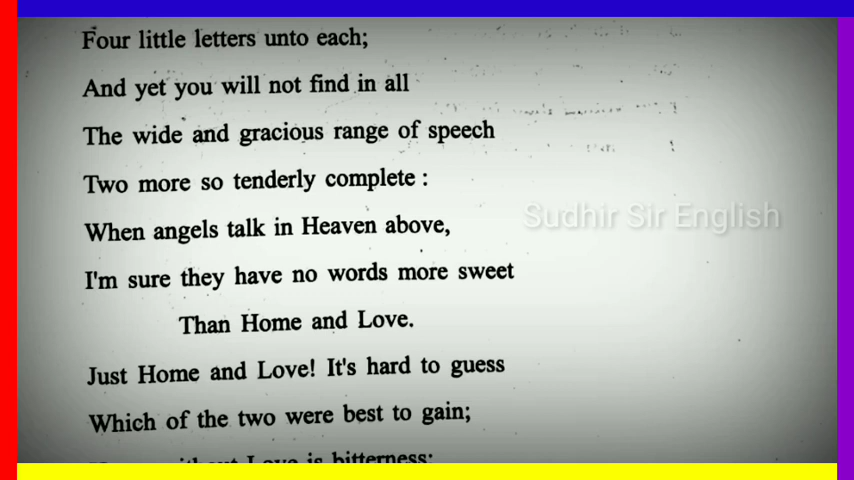 Four little letters unto each;
And yet you will not find in all
The wide and gracious range of speech
Two more so tenderly complete :
When angels talk in Heaven above,
Sudhir Sir English
I'm sure they have no words more sweet
Than Home and Love.
Just Home and Love! It's hard to guess
Which of the two were best to gain;
Love is bitterness: